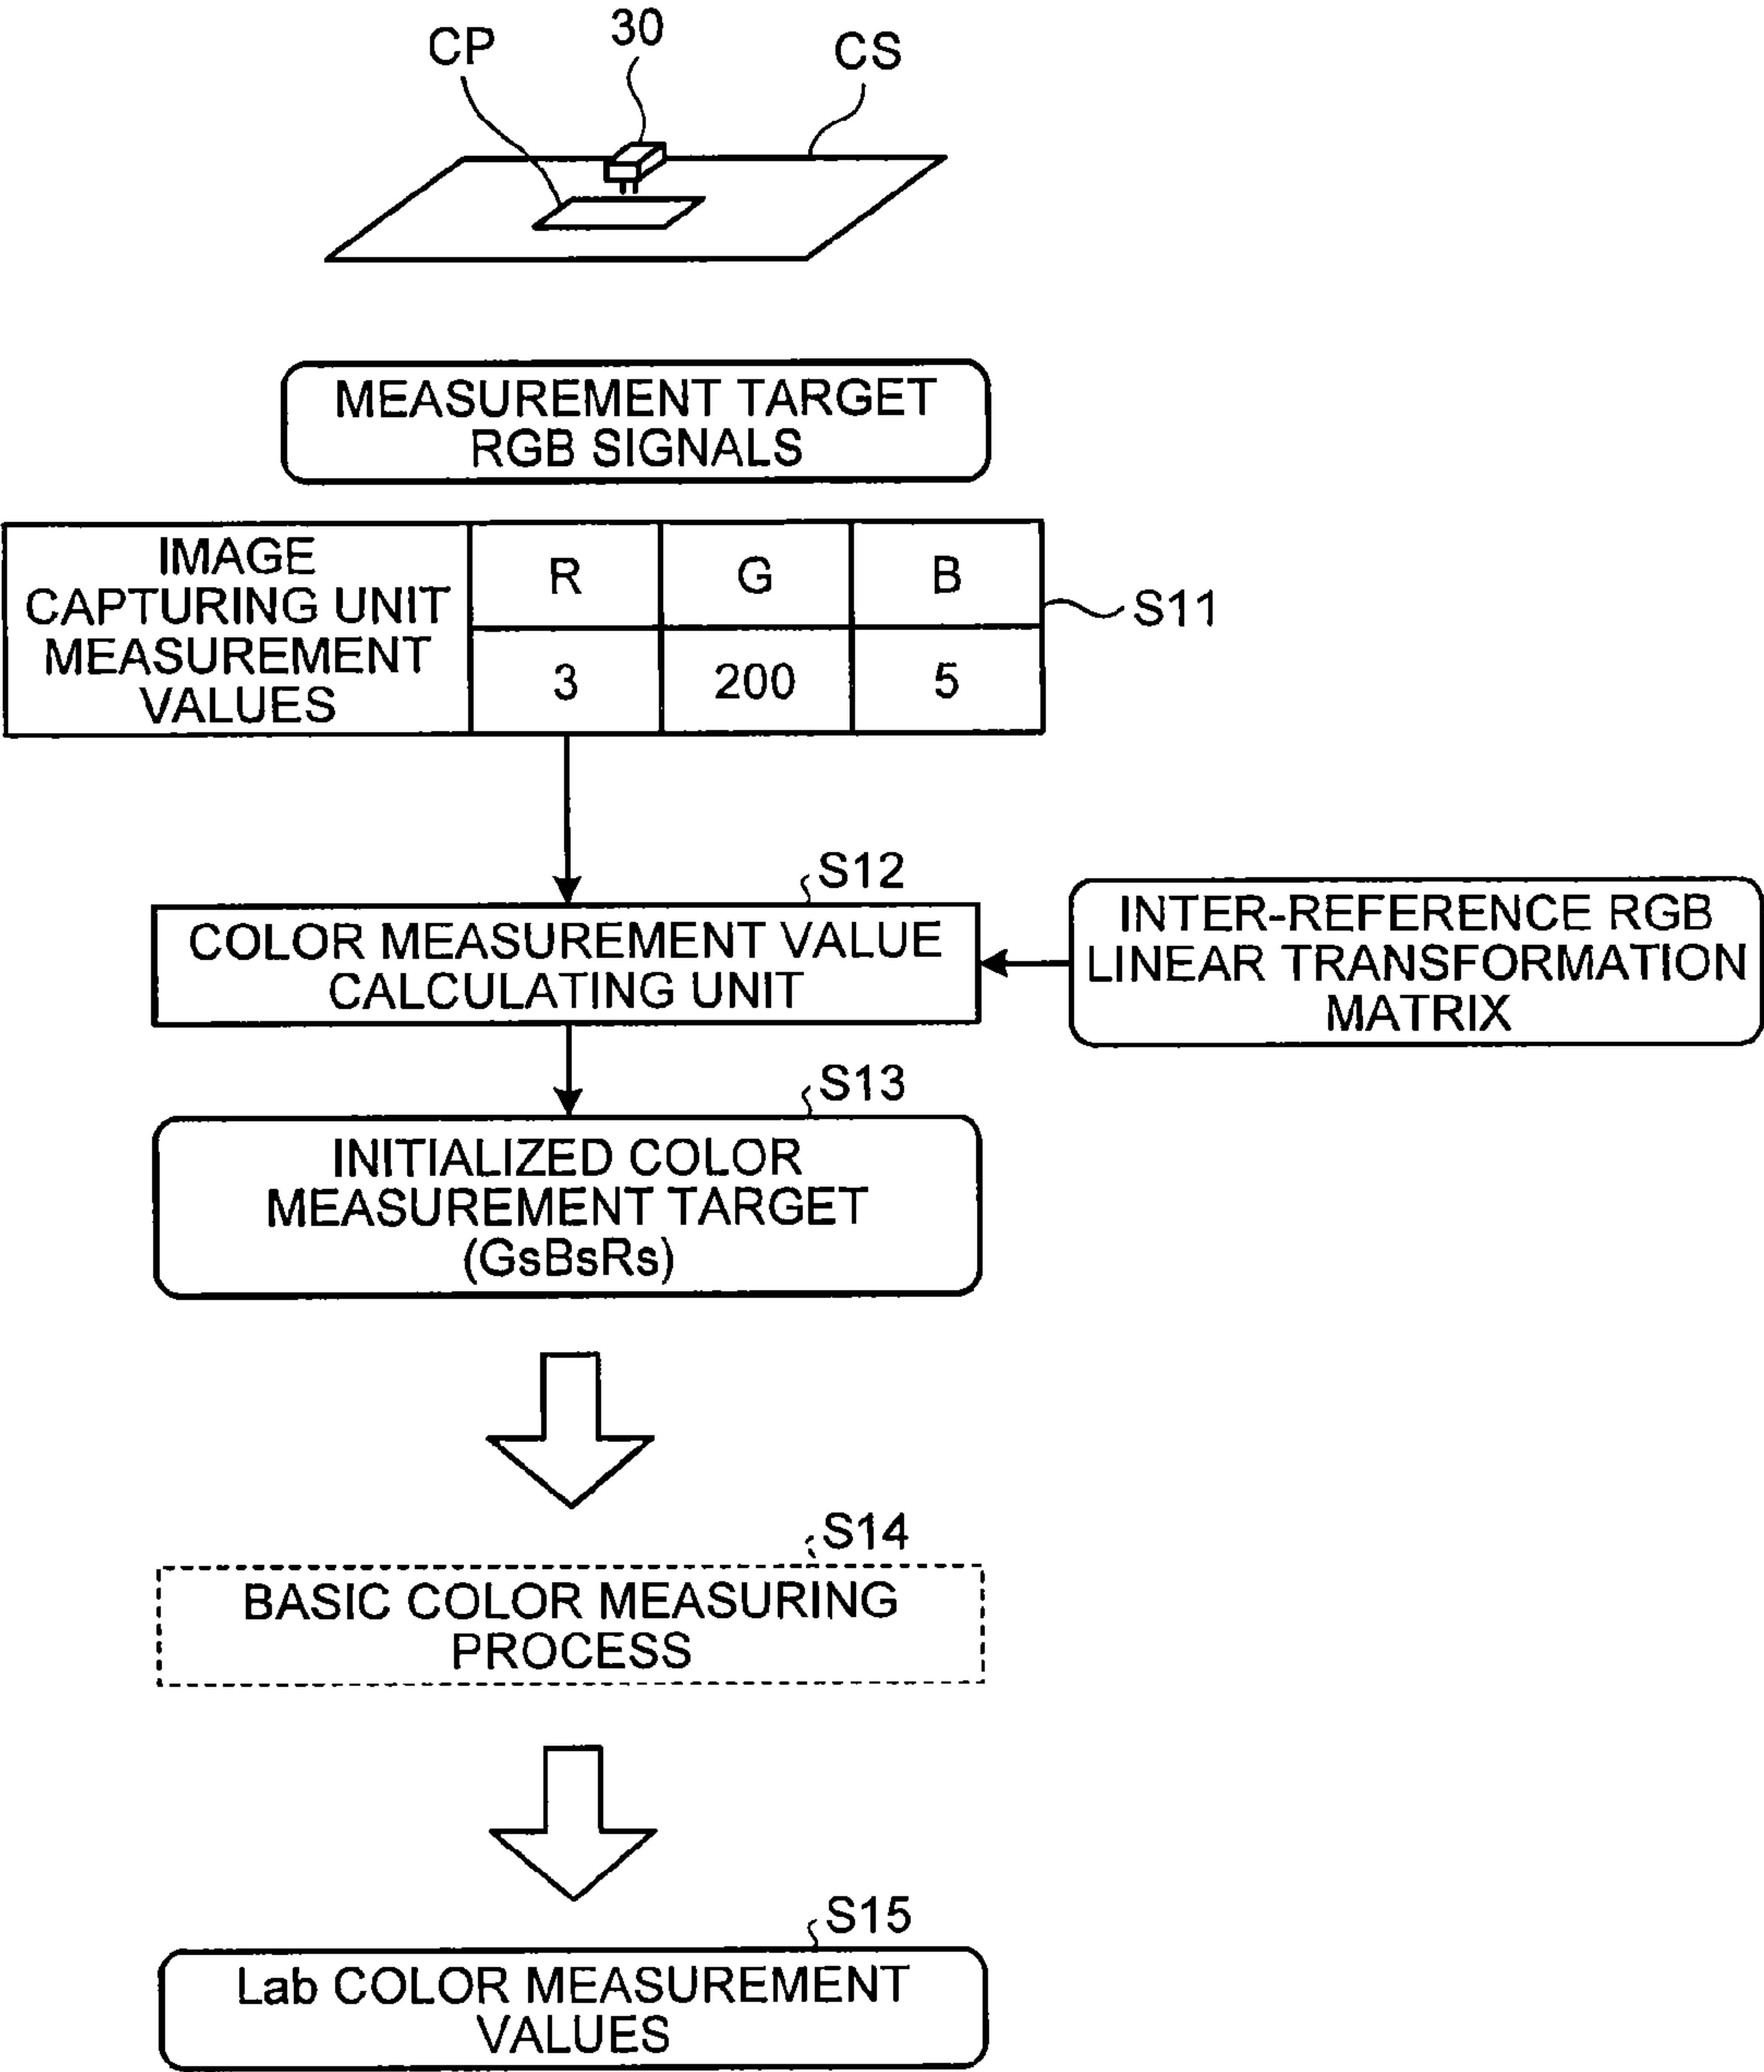 30
CP
CS
MEASUREMENT TARGET
RGB SIGNALS
IMAGE
CAPTURING UNIT
MEASUREMENT
VALUES
R G B
3 200 5
S11
S12
COLOR MEASUREMENT VALUE
CALCULATING UNIT
INTER-REFERENCE RGB
LINEAR TRANSFORMATION
MATRIX
S13
INITIALIZED COLOR
MEASUREMENT TARGET
(GsBsRs)
S14
BASIC COLOR MEASURING
PROCESS
S15
Lab COLOR MEASUREMENT
VALUES